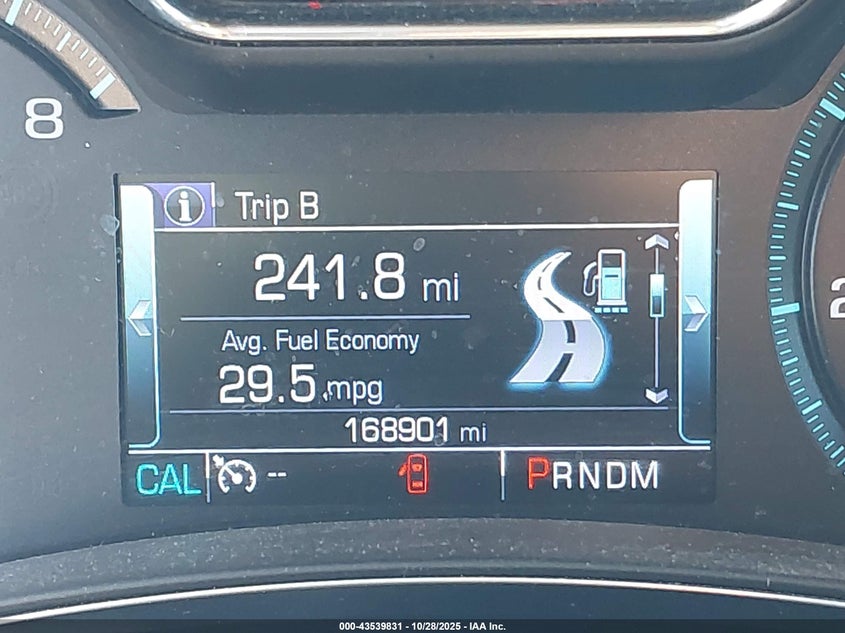 8
Trip B
241.8 mi
Avg. Fuel Economy
29.5 mpg
168901 mi
CAL -- PRNDM
2
000-43539831 - 10/28/2025 - IAA Inc.